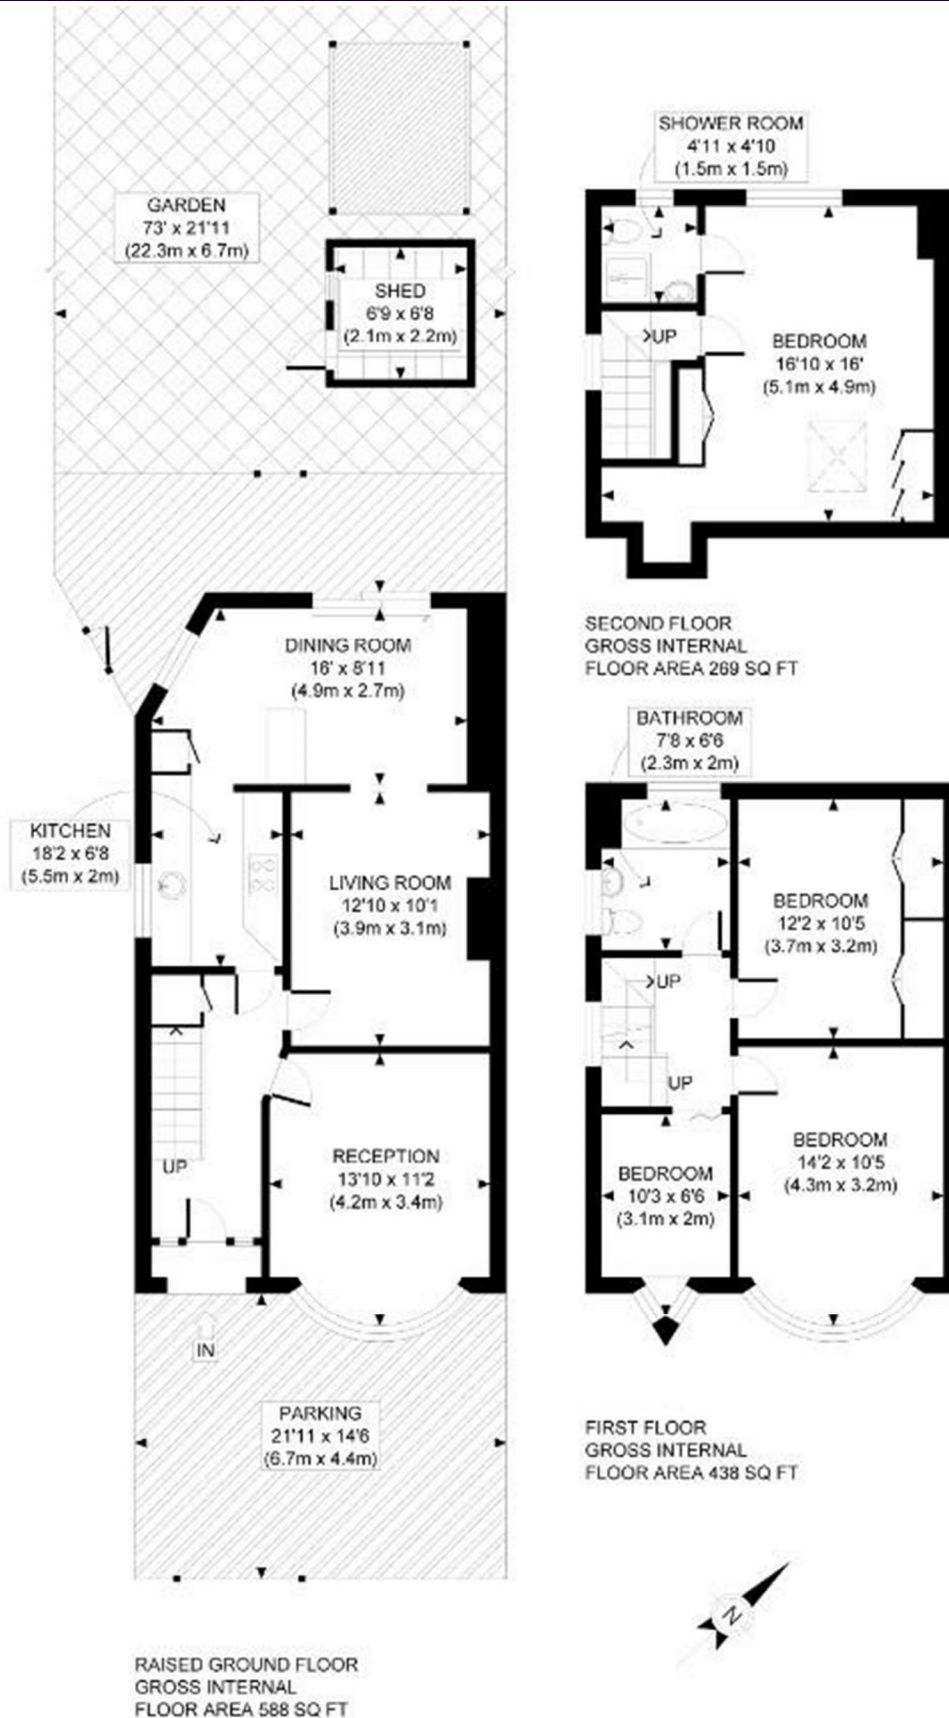 GARDEN
73' x 21'11
(22.3m x 6.7m)
SHED
6'9 x 6'8
(2.1m x 2.2m)
DINING ROOM
16' x 8'11
(4.9m x 2.7m)
KITCHEN
18'2 x 6'8
(5.5m x 2m)
LIVING ROOM
12'10 x 10'1
(3.9m x 3.1m)
RECEPTION
13'10 x 11'2
(4.2m x 3.4m)
UP
IN
PARKING
21'11 x 14'6
(6.7m x 4.4m)
RAISED GROUND FLOOR
GROSS INTERNAL
FLOOR AREA 588 SQ FT
SHOWER ROOM
4'11 x 4'10
(1.5m x 1.5m)
UP
BEDROOM
16'10 x 16'
(5.1m x 4.9m)
SECOND FLOOR
GROSS INTERNAL
FLOOR AREA 269 SQ FT
BATHROOM
7'8 x 6'6
(2.3m x 2m)
BEDROOM
12'2 x 10'5
(3.7m x 3.2m)
UP
UP
BEDROOM
14'2 x 10'5
(4.3m x 3.2m)
BEDROOM
10'3 x 6'6
(3.1m x 2m)
FIRST FLOOR
GROSS INTERNAL
FLOOR AREA 438 SQ FT
N